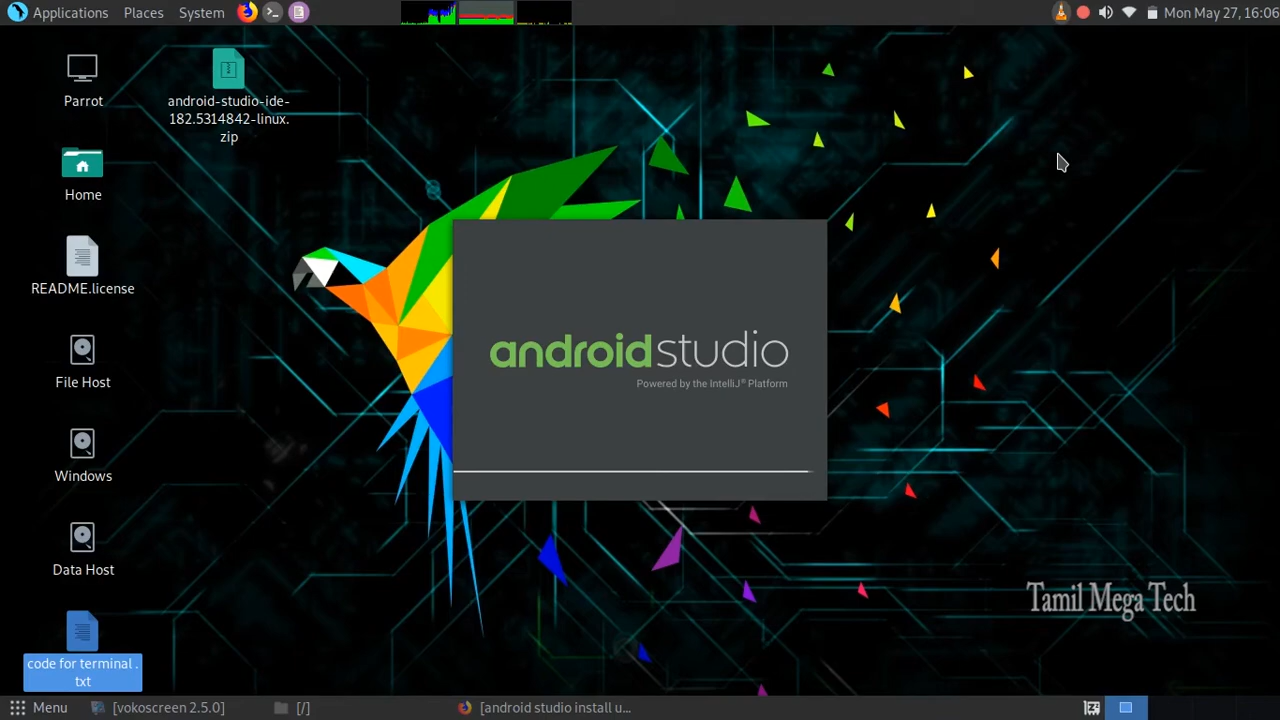 Applications Places System
Mon May 27, 16:06
Parrot
android-studio-ide-
182.5314842-linux.
zip
Home
README.license
File Host
Windows
Data Host
code for terminal .
txt
androidstudio
Powered by the IntelliJ® Platform
Tamil Mega Tech
Menu
[vokoscreen 2.5.0]
[/]
[android studio install u...